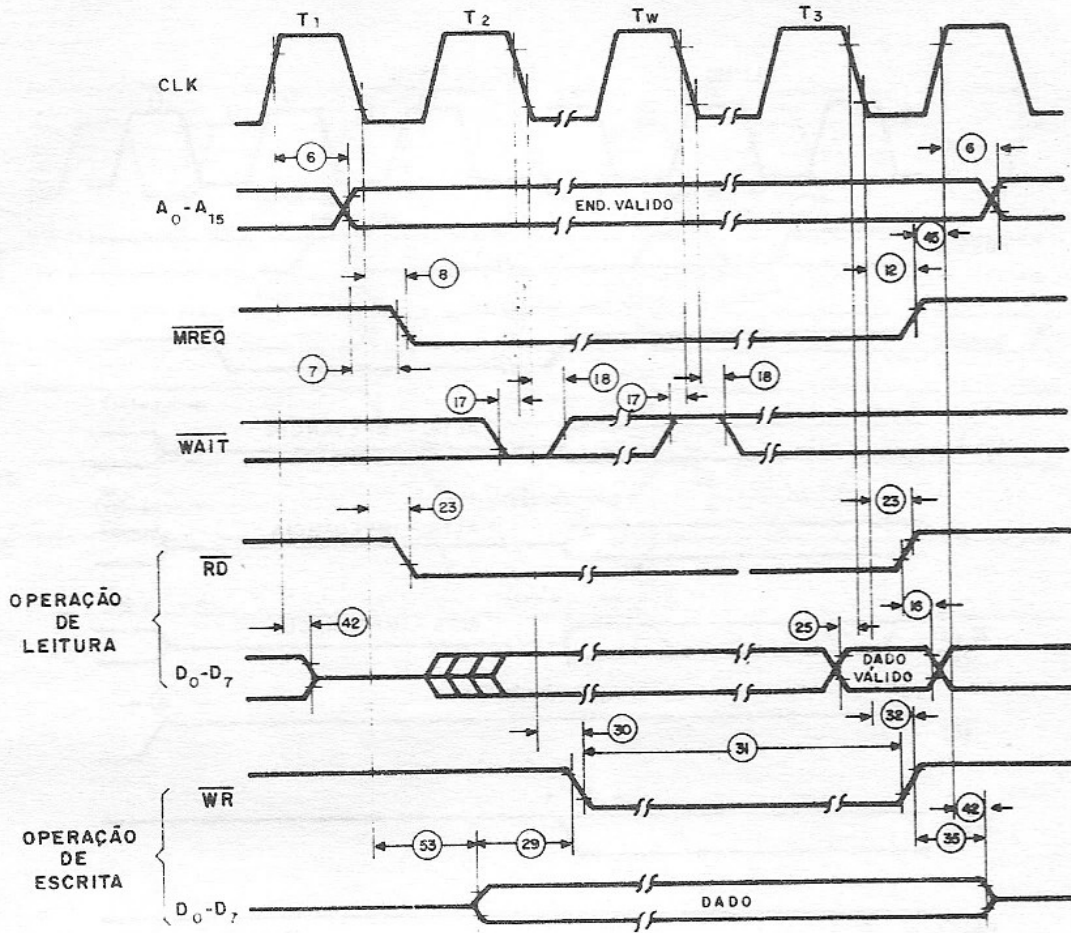 T1 T2 Tw T3
CLK
6 6
A0-A15 END. VALIDO
45
8 12
MREQ
7
17 18 17 18
WAIT
23 23
RD
OPERAÇÃO DE LEITURA
16
42 25
D0-D7 DADO VÁLIDO
32
30
31
WR
42
OPERAÇÃO DE ESCRITA
53 29 35
D0-D7 DADO